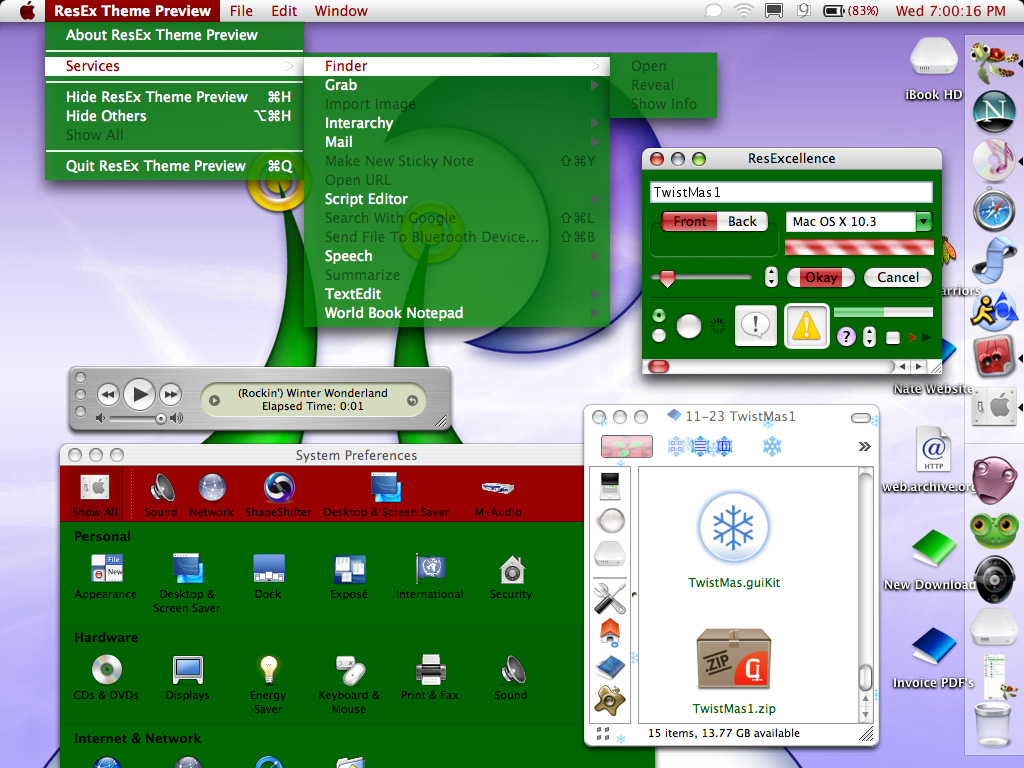 ResEx Theme Preview File Edit Window (83%) Wed 7:00:16 PM
About ResEx Theme Preview
Services
Hide ResEx Theme Preview ⌘H
Hide Others ⌥⌘H
Show All
Quit ResEx Theme Preview ⌘Q
Finder
Grab
Import Image
Interarchy
Mail
Make New Sticky Note ⇧⌘Y
Open URL
Script Editor
Search With Google ⇧⌘L
Send File To Bluetooth Device... ⇧⌘B
Speech
Summarize
TextEdit
World Book Notepad
Open
Reveal
Show Info
iBook HD
ResExcellence
TwistMas1
Front Back Mac OS X 10.3
Okay Cancel
?
arriors
Nate Website
HTTP
web.archive.org
New Download
Invoice PDF's
(Rockin') Winter Wonderland
Elapsed Time: 0:01
System Preferences
Show All Sound Network ShapeShifter Desktop & Screen Saver M-Audio
Personal
File
New
Appearance Desktop & Dock Exposé International Security
Screen Saver
Hardware
CDs & DVDs Displays Energy Keyboard & Print & Fax Sound
Saver Mouse
Internet & Network
11-23 TwistMas1
TwistMas.guiKit
ZIP
TwistMas1.zip
15 items, 13.77 GB available
N